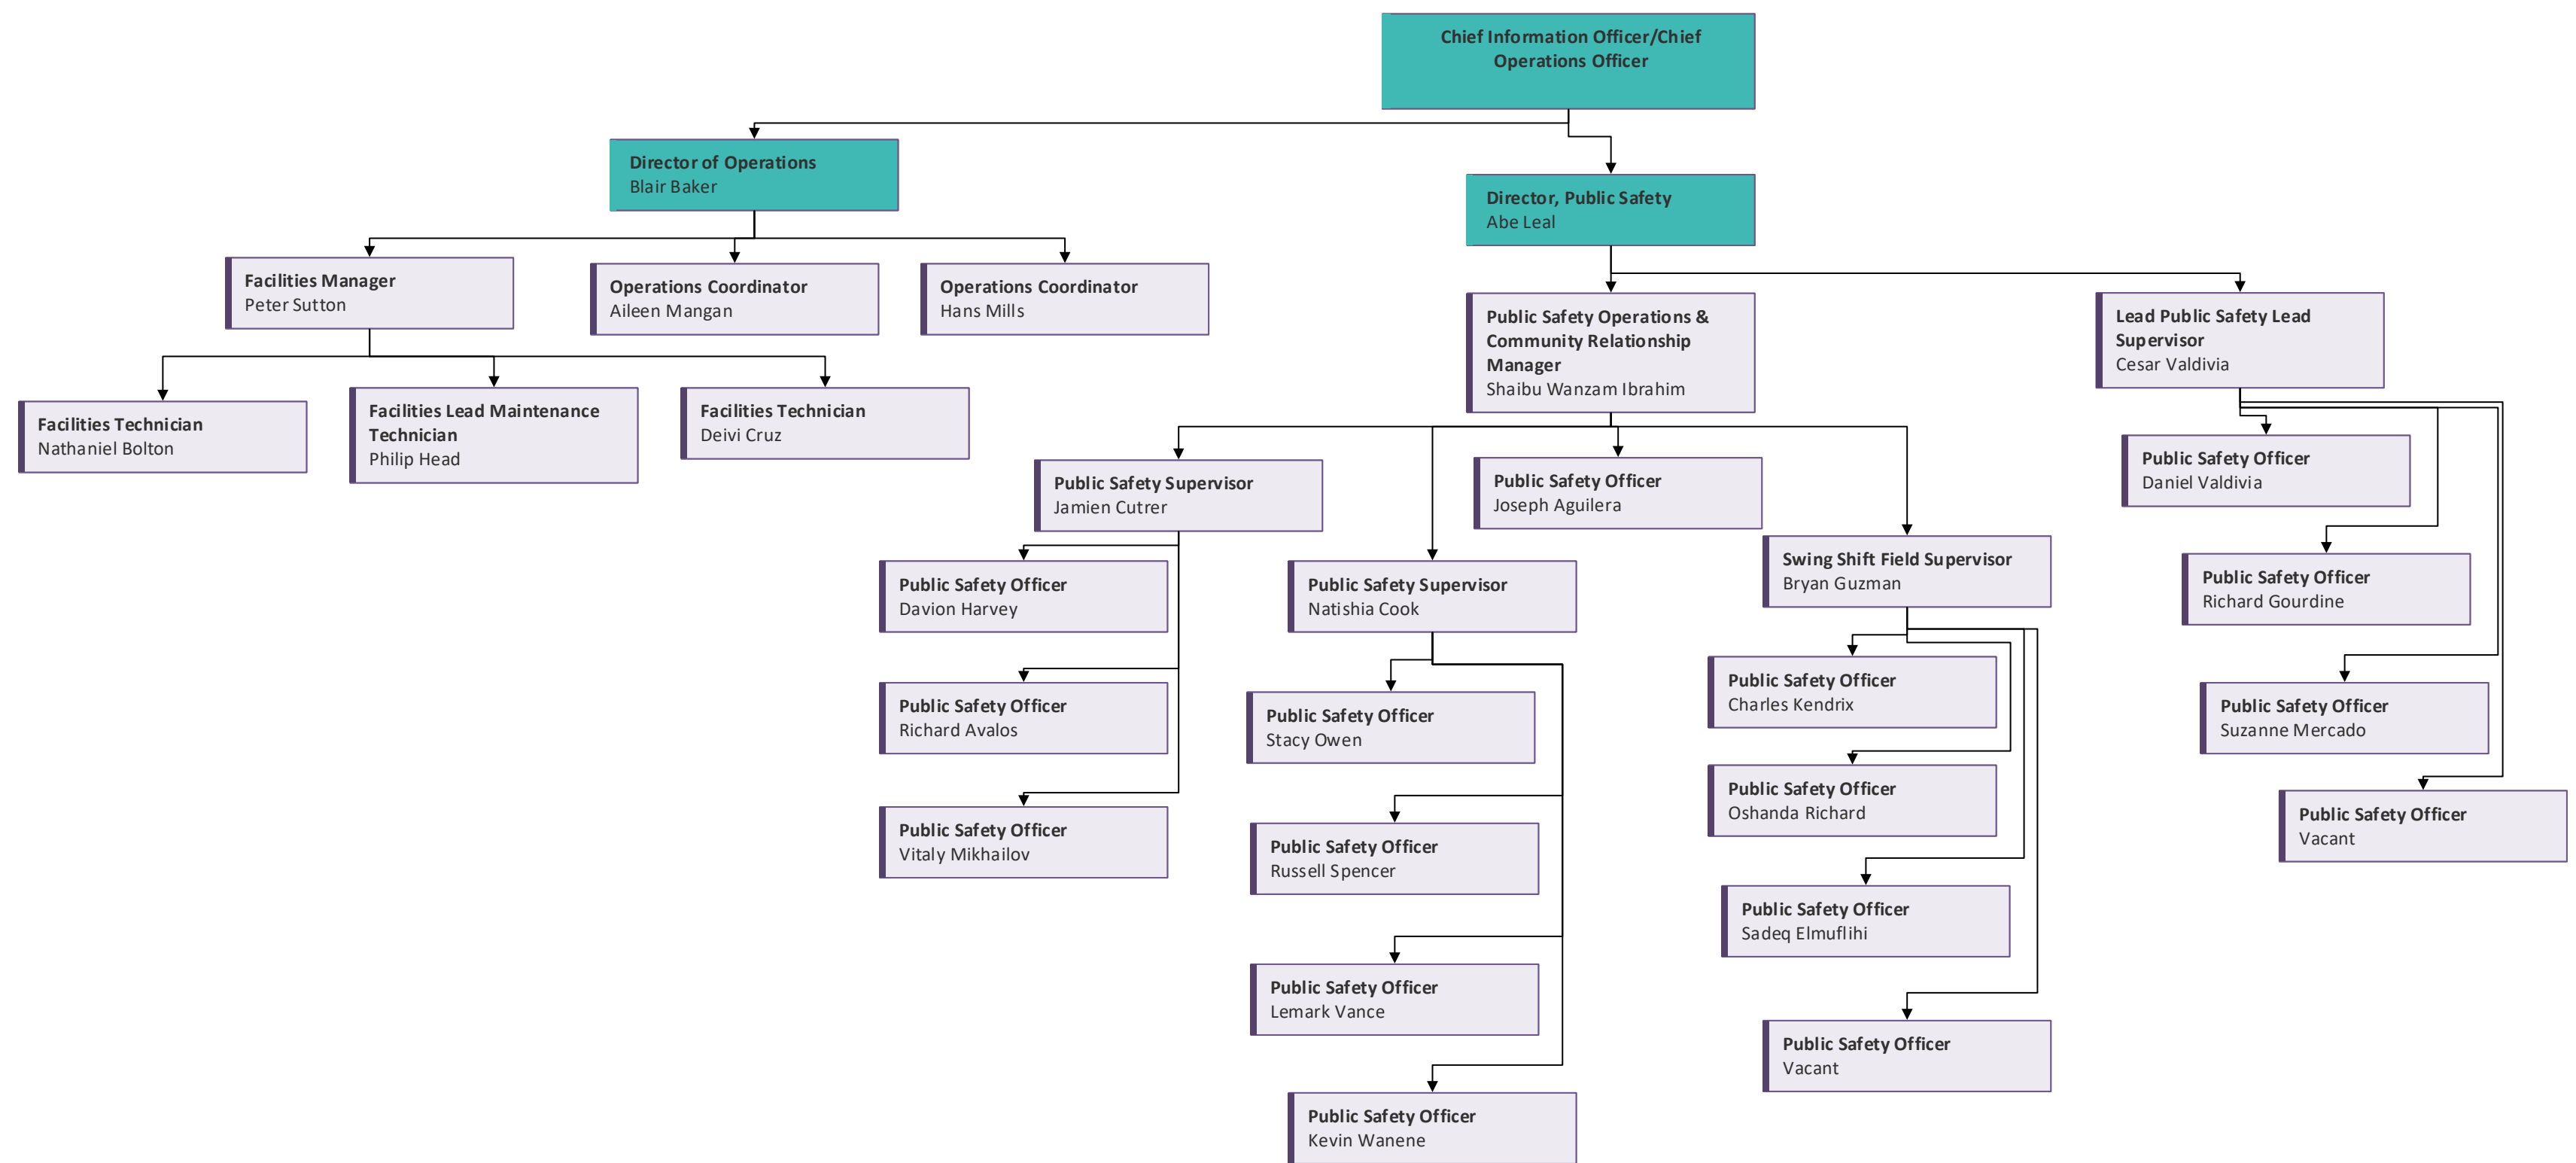 Chief Information Officer/Chief
Operations Officer
Director of Operations
Blair Baker
Director, Public Safety
Abe Leal
Facilities Manager
Peter Sutton
Operations Coordinator
Aileen Mangan
Operations Coordinator
Hans Mills
Public Safety Operations &
Community Relationship
Manager
Shaibu Wanzam Ibrahim
Lead Public Safety Lead
Supervisor
Cesar Valdivia
Facilities Technician
Nathaniel Bolton
Facilities Lead Maintenance
Technician
Philip Head
Facilities Technician
Deivi Cruz
Public Safety Supervisor
Jamien Cutrer
Public Safety Officer
Joseph Aguilera
Public Safety Officer
Daniel Valdivia
Public Safety Officer
Davion Harvey
Public Safety Supervisor
Natishia Cook
Swing Shift Field Supervisor
Bryan Guzman
Public Safety Officer
Richard Gourdine
Public Safety Officer
Richard Avalos
Public Safety Officer
Stacy Owen
Public Safety Officer
Charles Kendrix
Public Safety Officer
Suzanne Mercado
Public Safety Officer
Vitaly Mikhailov
Public Safety Officer
Russell Spencer
Public Safety Officer
Oshanda Richard
Public Safety Officer
Vacant
Public Safety Officer
Sadeq Elmuflihi
Public Safety Officer
Lemark Vance
Public Safety Officer
Vacant
Public Safety Officer
Kevin Wanene